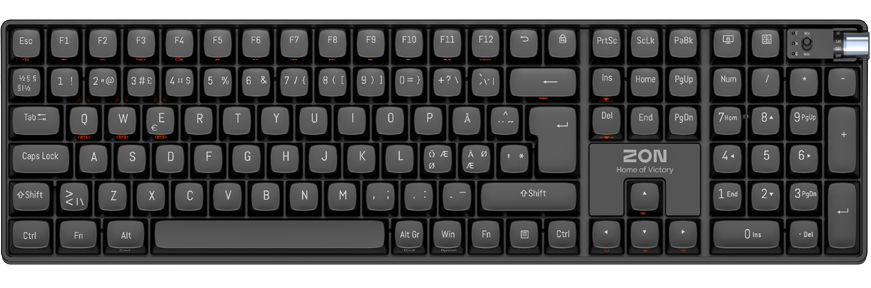 Esc F1 F2 F3 F4 F5 F6 F7 F8 F9 F10 F11 F12 PrtSc ScLk PaBk
1 ! 2 " @ 3 # £ 4 ¤ $ 5 % 6 & 7 / { 8 ( [ 9 ) ] 0 = } + ? \ Ins Home PgUp Num / * -
Tab Q W E € R T Y U I O P Å Del End PgDn 7 Hom 8 9 PgUp +
Caps Lock A S D F G H J K L Ö Æ Ø Ä Æ Ø ' * ZON 4 5 6
Home of Victory
Shift > < | \ Z X C V B N M , ; . : - _ Shift 1 End 2 3 PgDn
Ctrl Fn Alt Alt Gr Win Fn Ctrl 0 Ins . Del